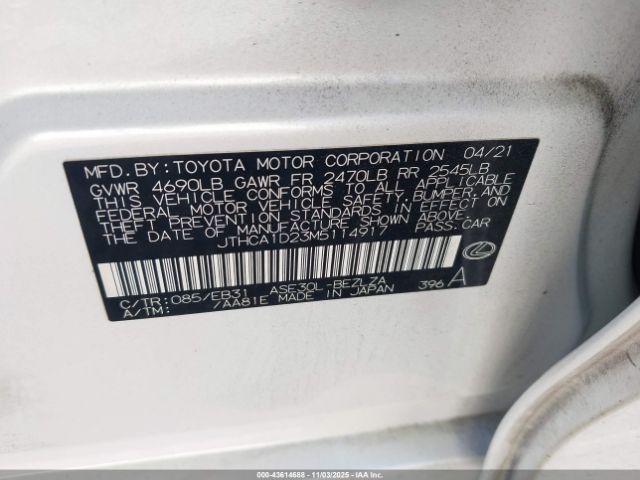 MFD. BY: TOYOTA MOTOR CORPORATION 04/21
GVWR 4690LB GAWR FR 2470LB RR 2545LB
THIS VEHICLE CONFORMS TO ALL APPLICABLE
FEDERAL MOTOR VEHICLE SAFETY, BUMPER, AND
THEFT PREVENTION STANDARDS IN EFFECT ON
THE DATE OF MANUFACTURE SHOWN ABOVE.
JTHCA1D23M5114917 PASS.CAR
C/TR: 085/EB31 ASE30L-BEZLZA
A/TM: -/AA81E MADE IN JAPAN 396 A
000-43614688 - 11/03/2025 - IAA Inc.